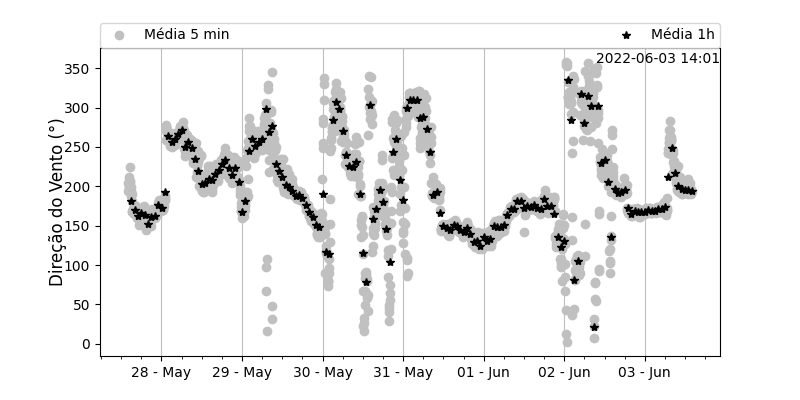 Média 5 min
Média 1h
2022-06-03 14:01
Direção do Vento (°)
350
300
250
200
150
100
50
0
28 - May
29 - May
30 - May
31 - May
01 - Jun
02 - Jun
03 - Jun